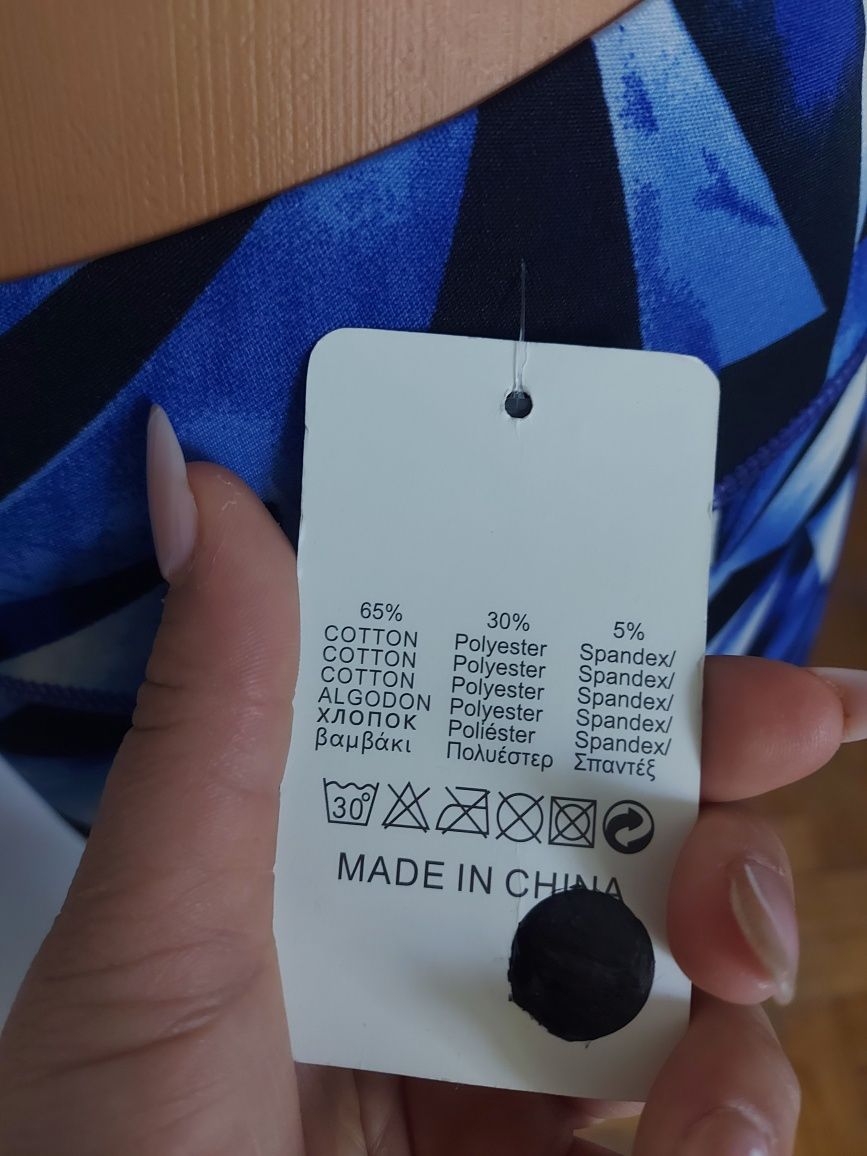 65% 30% 5%
COTTON Polyester Spandex/
COTTON Polyester Spandex/
COTTON Polyester Spandex/
ALGODON Polyester Spandex/
ХЛОПОК Poliéster Spandex/
βαμβάκι Πολυέστερ Σπαντέξ
30°
MADE IN CHINA